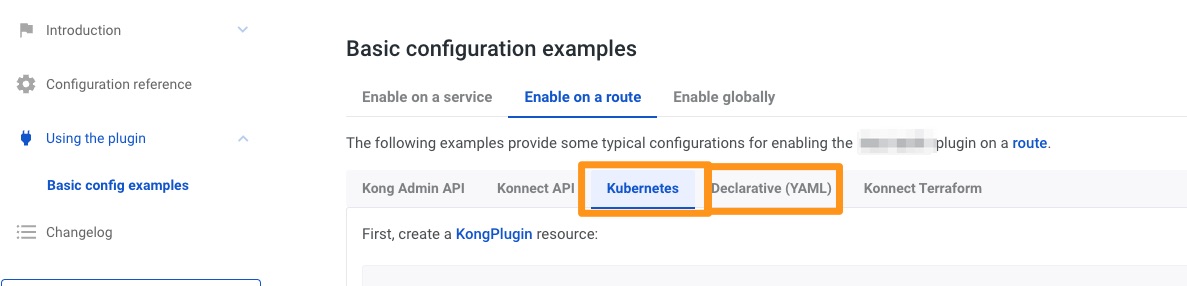 Introduction
Configuration reference
Using the plugin
Basic config examples
Changelog
Basic configuration examples
Enable on a service Enable on a route Enable globally
The following examples provide some typical configurations for enabling the plugin on a route.
Kong Admin API Konnect API Kubernetes Declarative (YAML) Konnect Terraform
First, create a KongPlugin resource: